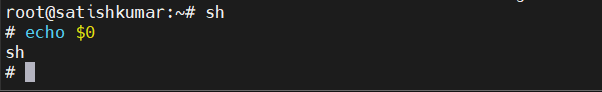 root@satishkumar:~# sh
# echo $0
sh
#